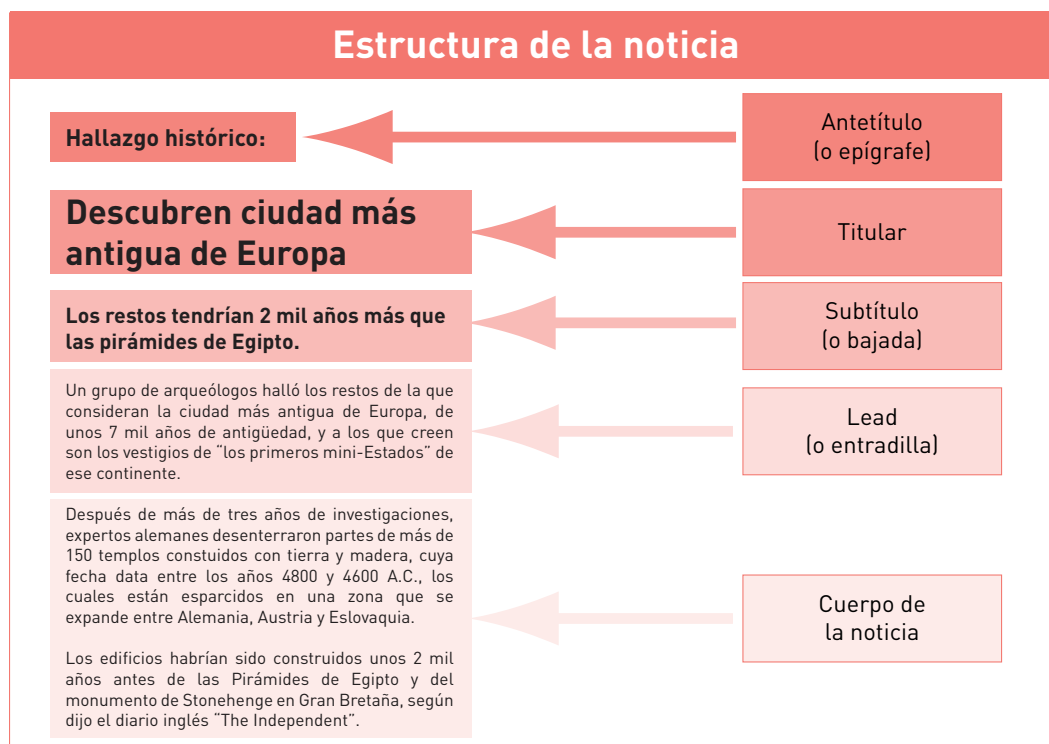 Estructura de la noticia
Hallazgo histórico:
Antetítulo
(o epígrafe)
Descubren ciudad más
antigua de Europa
Titular
Los restos tendrían 2 mil años más que
las pirámides de Egipto.
Subtítulo
(o bajada)
Un grupo de arqueólogos halló los restos de la que
consideran la ciudad más antigua de Europa, de
unos 7 mil años de antigüedad, y a los que creen
son los vestigios de “los primeros mini-Estados” de
ese continente.
Lead
(o entradilla)
Después de más de tres años de investigaciones,
expertos alemanes desenterraron partes de más de
150 templos constuidos con tierra y madera, cuya
fecha data entre los años 4800 y 4600 A.C., los
cuales están esparcidos en una zona que se
expande entre Alemania, Austria y Eslovaquia.
Los edificios habrían sido construidos unos 2 mil
años antes de las Pirámides de Egipto y del
monumento de Stonehenge en Gran Bretaña, según
dijo el diario inglés “The Independent”.
Cuerpo de
la noticia